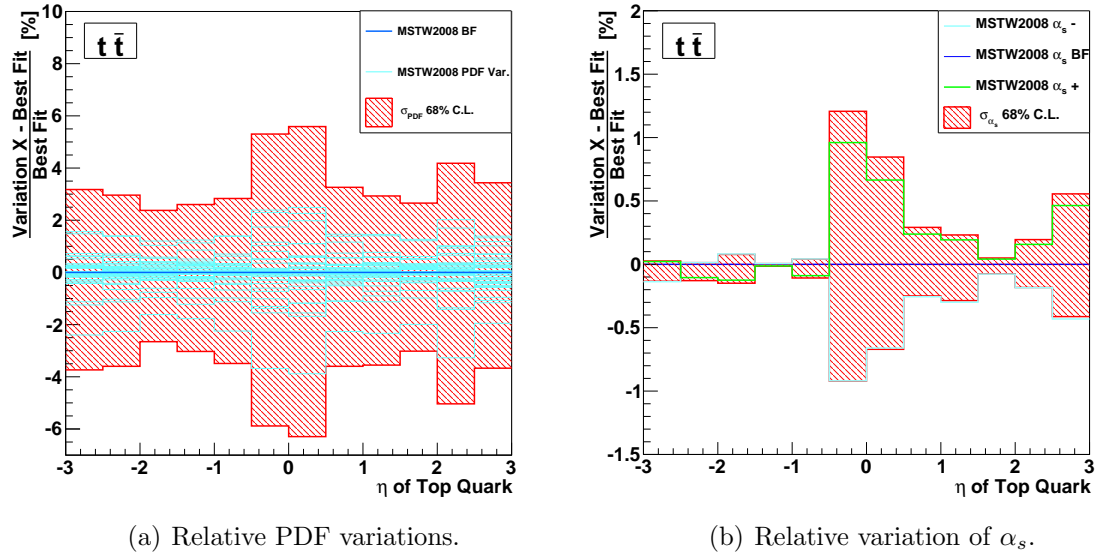 Variation X - Best Fit [%]
Best Fit
10
8
6
4
2
0
-2
-4
-6
-3
-2
-1
0
1
2
3
t t̄
MSTW2008 BF
MSTW2008 PDF Var.
σPDF 68% C.L.
η of Top Quark
(a) Relative PDF variations.
Variation X - Best Fit [%]
Best Fit
2
1.5
1
0.5
0
-0.5
-1
-1.5
-3
-2
-1
0
1
2
3
t t̄
MSTW2008 αs -
MSTW2008 αs BF
MSTW2008 αs +
σαs 68% C.L.
η of Top Quark
(b) Relative variation of αs.